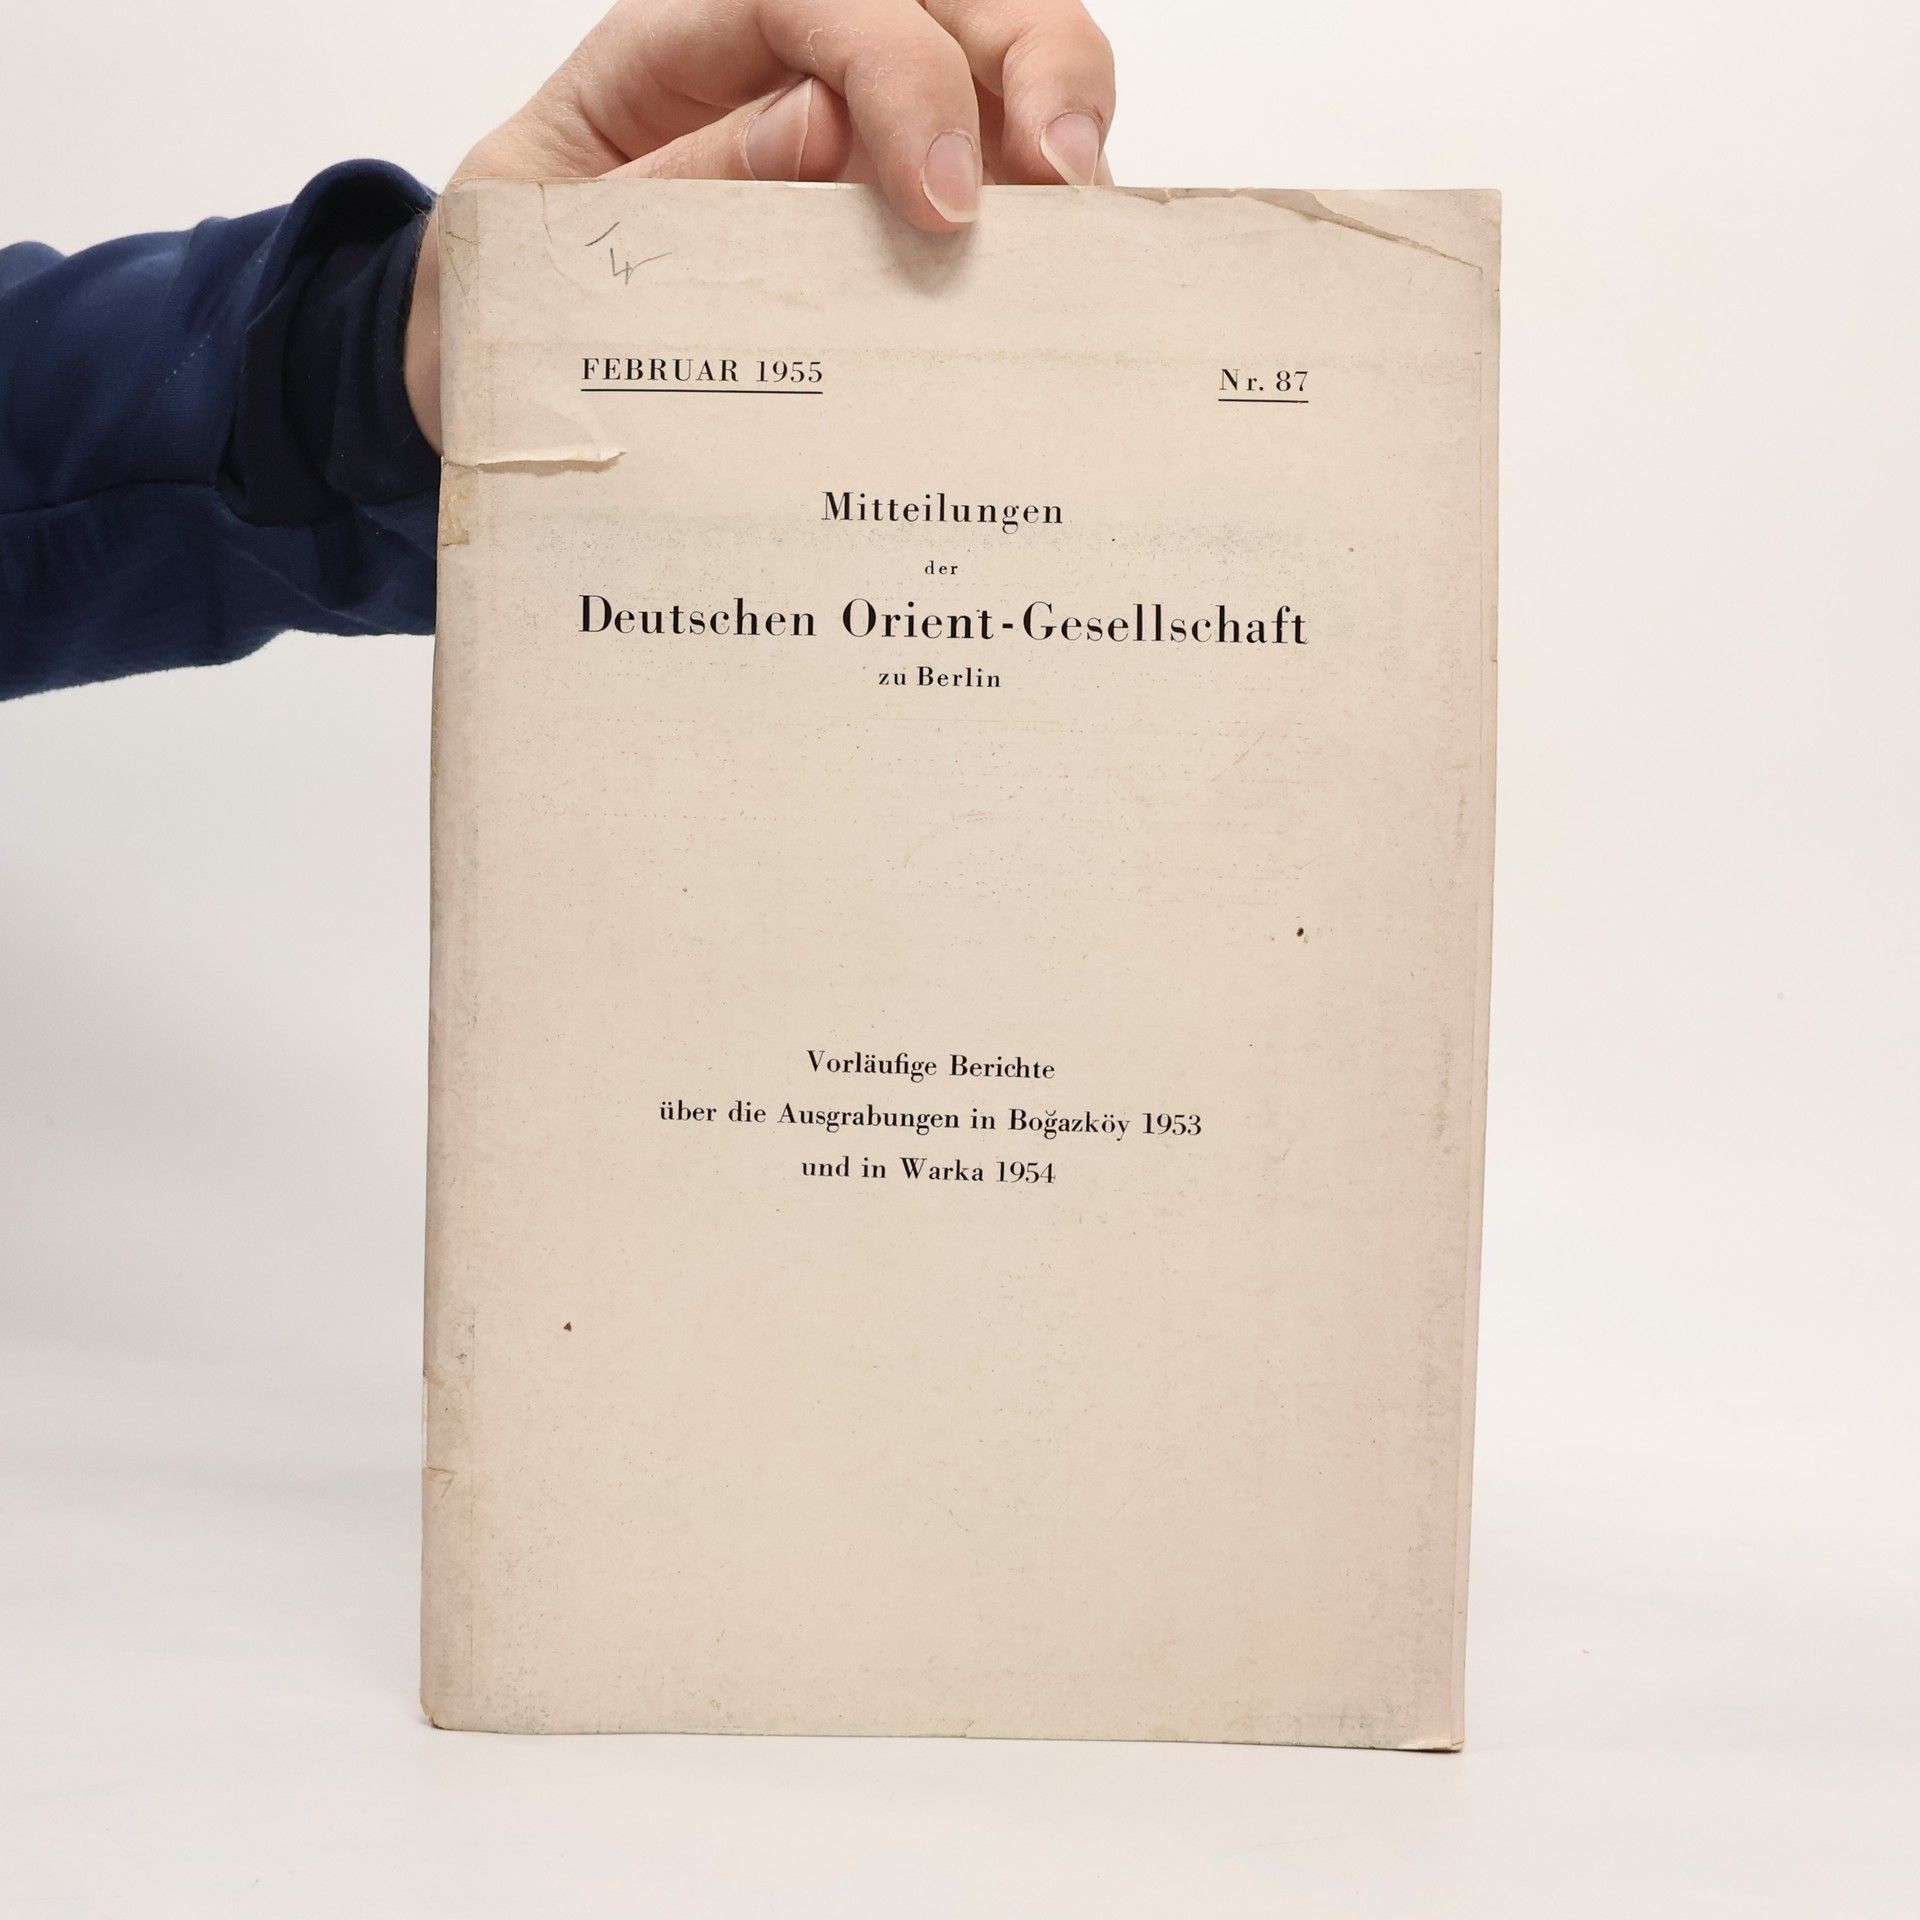 4
FEBRUAR 1955 Nr. 87
Mitteilungen
der
Deutschen Orient-Gesellschaft
zu Berlin
Vorläufige Berichte
über die Ausgrabungen in Boğazköy 1953
und in Warka 1954